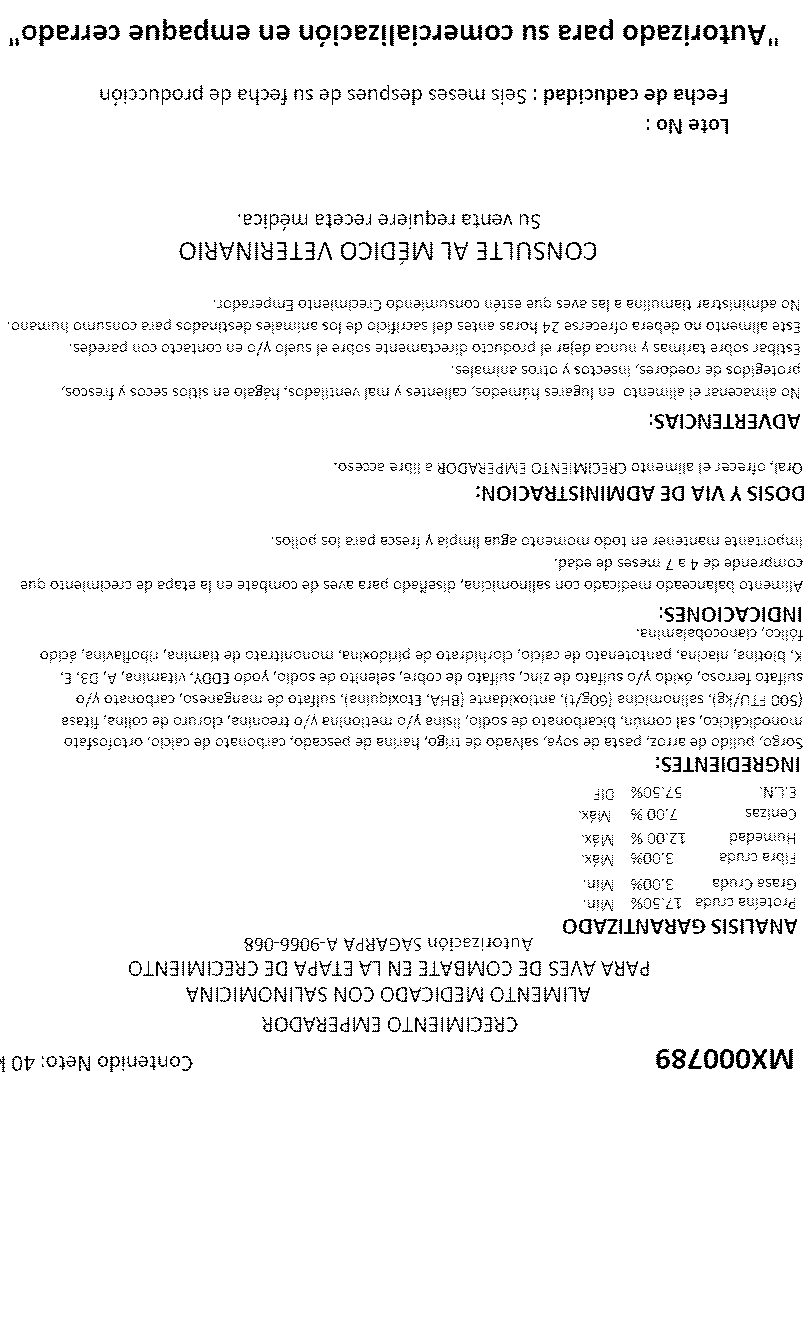 MX000789 Contenido Neto: 40 k
CRECIMIENTO EMPERADOR
ALIMENTO MEDICADO CON SALINOMICINA
PARA AVES DE COMBATE EN LA ETAPA DE CRECIMIENTO
Autorización SAGARPA A-9066-068
ANALISIS GARANTIZADO
Proteína cruda 17.50% Min.
Grasa Cruda 3.00% Min.
Fibra cruda 3.00% Máx.
Humedad 12.00 % Máx.
Cenizas 7.00 % Máx.
E.L.N. 57.50% DIF
INGREDIENTES:
Sorgo, pulido de arroz, pasta de soya, salvado de trigo, harina de pescado, carbonato de calcio, ortofosfato
monocálcico, sal común, bicarbonato de sodio, lisina y/o metionina y/o treonina, cloruro de colina, fitasa
(500 FTU/kg), salinomicina (60g/t), antioxidante (BHA, Etoxiquina), sulfato de manganeso, carbonato y/o
sulfato ferroso, óxido y/o sulfato de zinc, sulfato de cobre, selenito de sodio, yodo EDDY, vitamina, A, D3, E,
K, biotina, niacina, pantotenato de calcio, clorhidrato de piridoxina, mononitrato de tiamina, riboflavina, ácido
fólico, cianocobalamina.
INDICACIONES:
Alimento balanceado medicado con salinomicina, diseñado para aves de combate en la etapa de crecimiento que
comprende de 4 a 7 meses de edad.
Importante mantener en todo momento agua limpia y fresca para los pollos.
DOSIS Y VIA DE ADMINISTRACION:
Oral, ofrecer el alimento CRECIMIENTO EMPERADOR a libre acceso.
ADVERTENCIAS:
No almacenar el alimento en lugares húmedos, calientes y mal ventilados, hágalo en sitios secos y frescos,
protegidos de roedores, insectos y otros animales.
Estibar sobre tarimas y nunca dejar el producto directamente sobre el suelo y/o en contacto con paredes.
Este alimento no debera ofrecerse 24 horas antes del sacrificio de los animales destinados para consumo humano.
No administrar tiamulina a las aves que estén consumiendo Crecimiento Emperador.
CONSULTE AL MÉDICO VETERINARIO
Su venta requiere receta médica.
Lote No :
Fecha de caducidad : Seis meses despues de su fecha de producción
"Autorizado para su comercialización en empaque cerrado"